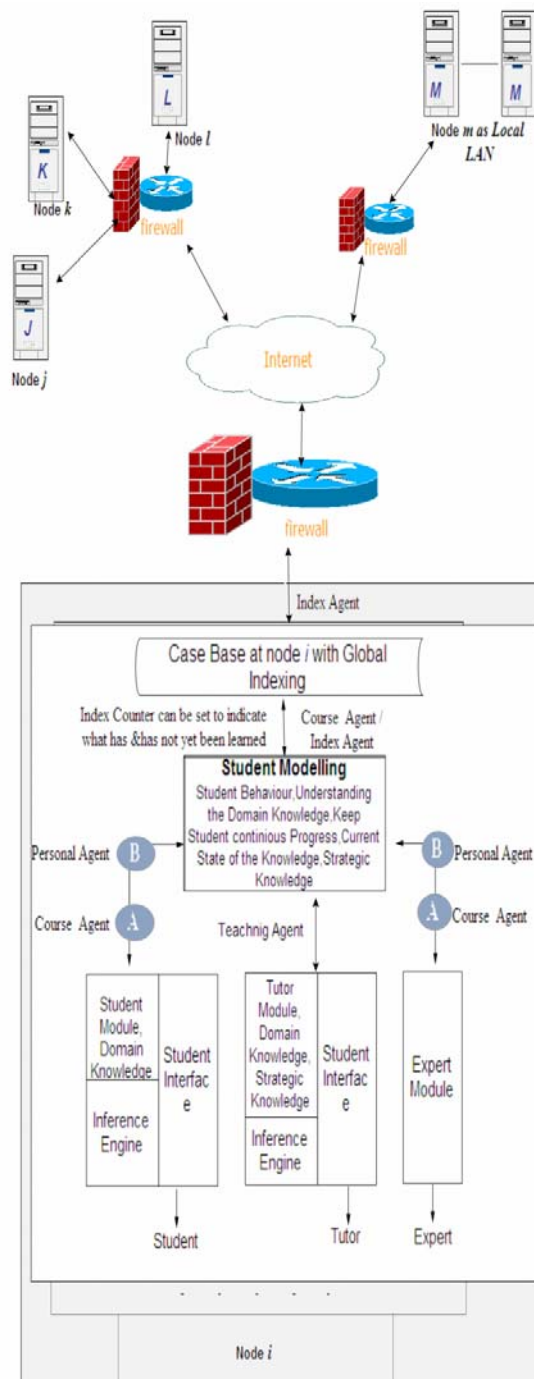 L
Node l
M
M
Node m as Local
LAN
K
Node k
firewall
firewall
J
Node j
Internet
firewall
Index Agent
Case Base at node i with Global
Indexing
Index Counter can be set to indicate
what has &has not yet been learned
Course Agent /
Index Agent
Student Modelling
Student Behaviour,Understanding
the Domain Knowledge,Keep
Student continious Progress,Current
State of the Knowledge,Strategic
Knowledge
Personal Agent
B
B
Personal Agent
Course Agent
A
A
Course Agent
Teachnig Agent
Student
Module,
Domain
Knowledge
Inference
Engine
Student
Interfac
e
Tutor
Module,
Domain
Knowledge,
Strategic
Knowledge
Inference
Engine
Student
Interfac
e
Expert
Module
Student
Tutor
Expert
Node i